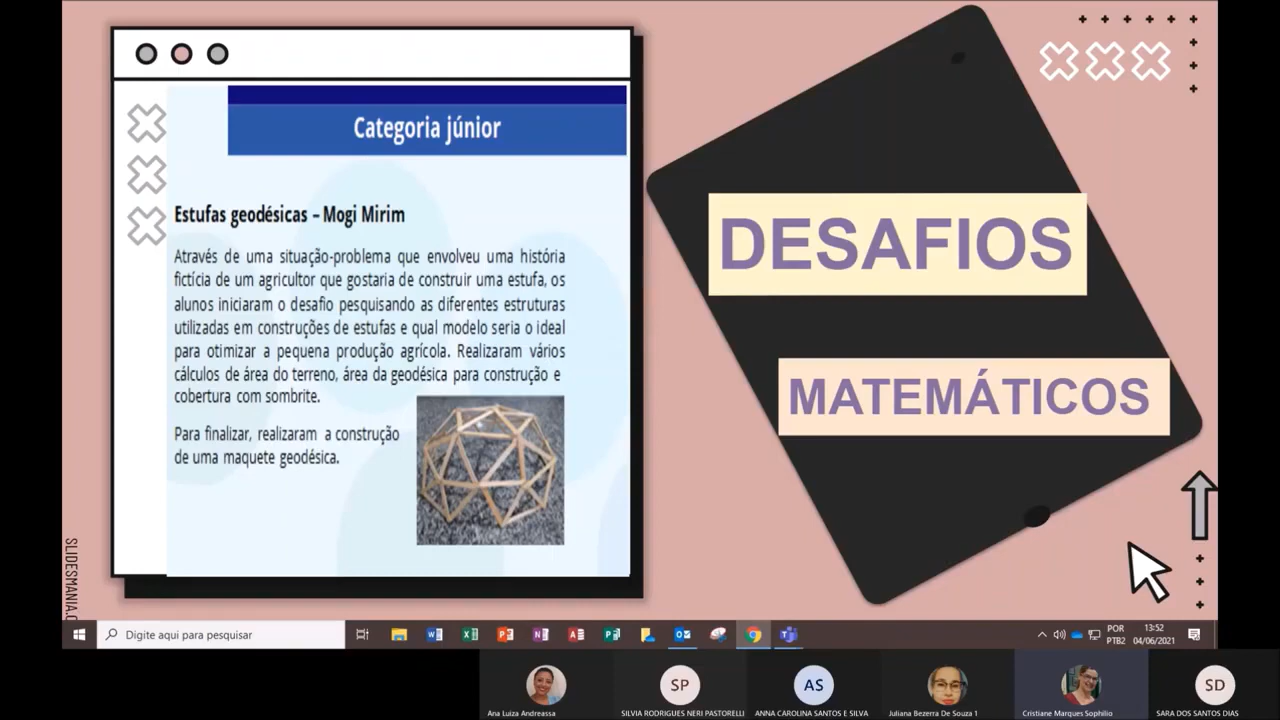 Categoria júnior
Estufas geodésicas – Mogi Mirim
Através de uma situação-problema que envolveu uma história
fictícia de um agricultor que gostaria de construir uma estufa, os
alunos iniciaram o desafio pesquisando as diferentes estruturas
utilizadas em construções de estufas e qual modelo seria o ideal
para otimizar a pequena produção agrícola. Realizaram vários
cálculos de área do terreno, área da geodésica para construção e
cobertura com sombrite.
Para finalizar, realizaram a construção
de uma maquete geodésica.
DESAFIOS
MATEMÁTICOS
Digite aqui para pesquisar
POR
PTB2
13:52
04/06/2021
SP
AS
SD
Ana Luiza Andreassa
SILVIA RODRIGUES NERI PASTORELLI
ANNA CAROLINA SANTOS E SILVA
Juliana Bezerra De Souza 1
Cristiane Marques Sophilio
SARA DOS SANTOS DIAS